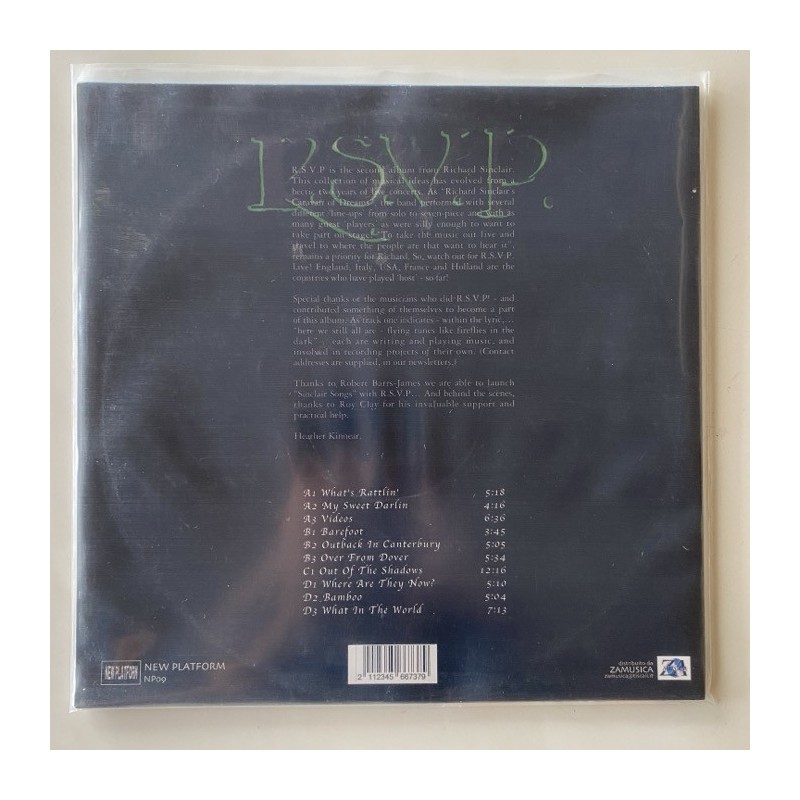 R.S.V.P.
R.S.V.P is the second album from Richard Sinclair.
This collection of musical ideas has evolved from
hectic two years of live concerts. As "Richard Sinclair's
Caravan of Dreams", the band performed with several
different 'line-ups' from solo to seven-piece and with as
many guest players as were silly enough to want to
take part on stage! "To take the music out live and
travel to where the people are that want to hear it",
remains a priority for Richard, So, watch out for R.S.V.P.
Live! England, Italy, USA, France and Holland are the
countries who have played 'host' - so far!
Special thanks to the musicians who did R.S.V.P! - and
contributed something of themselves to become a part
of this album. As track one indicates - within the lyric,...
"here we still all are - flying tunes like fireflies in the
dark" - each are writing and playing music, and
involved in recording projects of their own. (Contact
addresses are supplied, in our newsletters.)
Thanks to Robert Barrs-James we are able to launch
"Sinclair Songs" with R.S.V.P... And behind the scenes,
thanks to Roy Clay for his invaluable support and
practical help.
Heather Kinnear.
A1 What's Rattlin' 5:18
A2 My Sweet Darlin 4:16
A3 Videos 6:36
B1 Barefoot 3:45
B2 Outback In Canterbury 5:05
B3 Over From Dover 5:34
C1 Out Of The Shadows 12:16
D1 Where Are They Now? 5:10
D2 Bamboo 5:04
D3 What In The World 7:13
NEW PLATFORM
NEW PLATFORM
NP09
2 112345 667379
distribuito da
ZAMUSICA
zamusica@tiscali.it